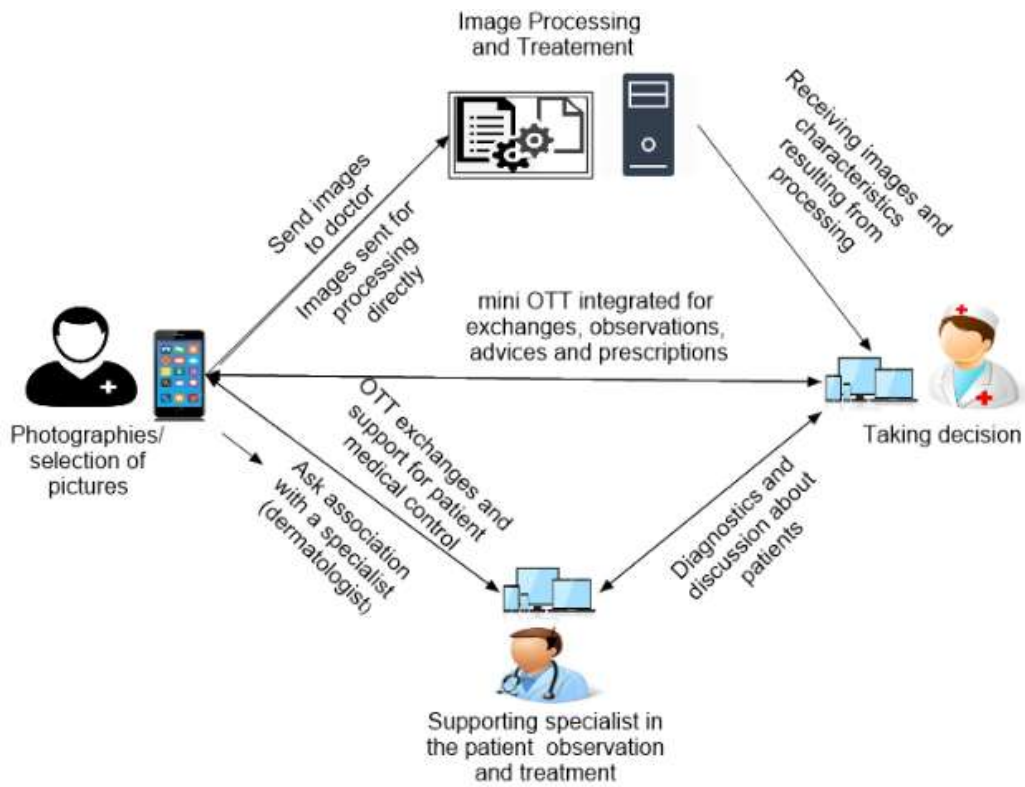 Image Processing
and Treatement
Receiving images and
characteristics
resulting from
processing
Send images
to doctor
Images sent for
processing
directly
mini OTT integrated for
exchanges, observations,
advices and prescriptions
Photographies/
selection of
pictures
Taking decision
OTT exchanges and
support for patient
medical control
Ask association
with a specialist
(dermatologist)
Diagnostics and
discussion about
patients
Supporting specialist in
the patient observation
and treatment